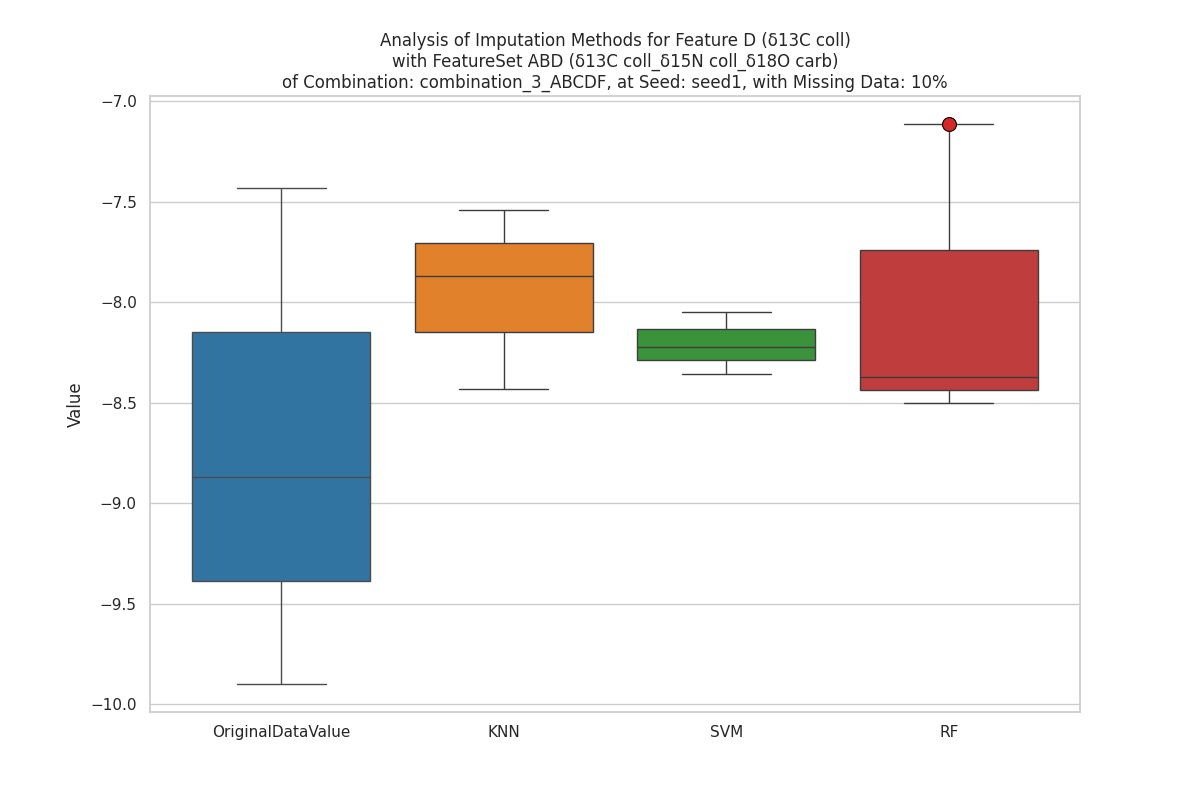 Analysis of Imputation Methods for Feature D (δ13C coll)
with FeatureSet ABD (δ13C coll_δ15N coll_δ18O carb)
of Combination: combination_3_ABCDF, at Seed: seed1, with Missing Data: 10%
−7.0
−7.5
−8.0
−8.5
−9.0
−9.5
−10.0
Value
OriginalDataValue
KNN
SVM
RF